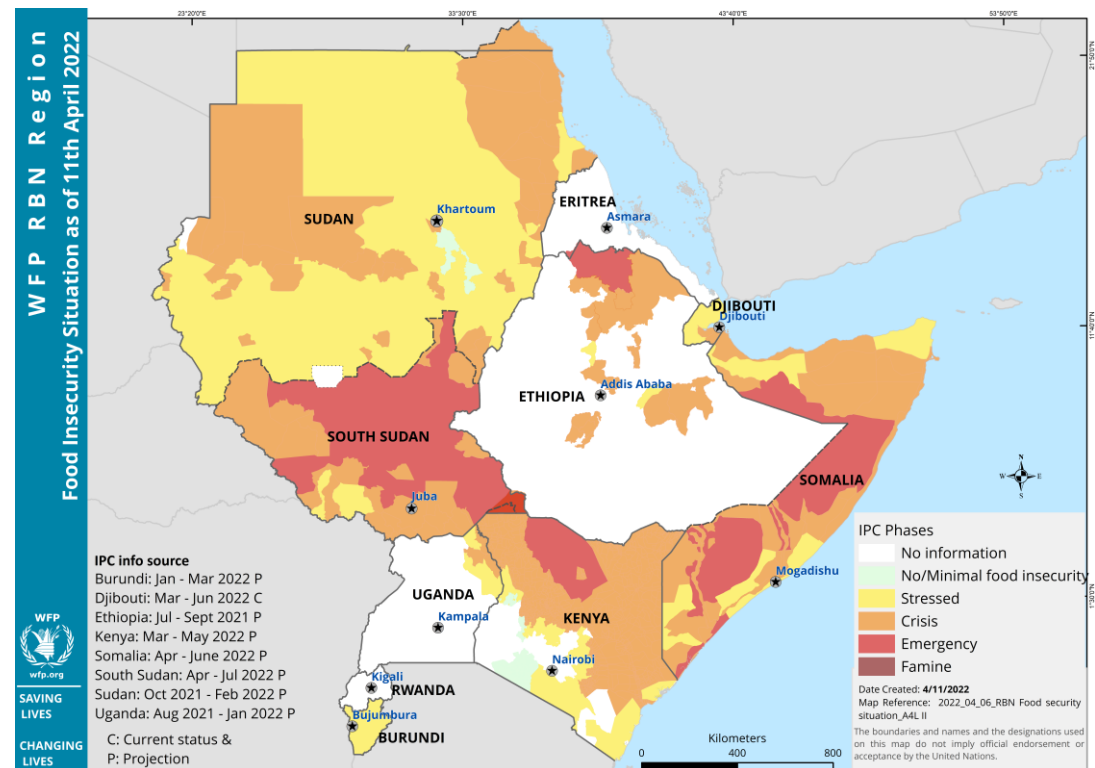 WFP RBN Region
Food Insecurity Situation as of 11th April 2022
23°20'0"E
33°30'0"E
43°40'0"E
53°50'0"E
21°50'0"N
11°40'0"N
1°30'0"N
SUDAN
Khartoum
ERITREA
Asmara
DJIBOUTI
Djibouti
ETHIOPIA
Addis Ababa
SOUTH SUDAN
Juba
SOMALIA
Mogadishu
UGANDA
Kampala
KENYA
Nairobi
Kigali
RWANDA
Bujumbura
BURUNDI
N
W
E
S
IPC info source
Burundi: Jan - Mar 2022 P
Djibouti: Mar - Jun 2022 C
Ethiopia: Jul - Sept 2021 P
Kenya: Mar - May 2022 P
Somalia: Apr - June 2022 P
South Sudan: Apr - Jul 2022 P
Sudan: Oct 2021 - Feb 2022 P
Uganda: Aug 2021 - Jan 2022 P
C: Current status &
P: Projection
WFP
wfp.org
SAVING
LIVES
CHANGING
LIVES
Kilometers
0
400
800
IPC Phases
No information
No/Minimal food insecurity
Stressed
Crisis
Emergency
Famine
Date Created: 4/11/2022
Map Reference: 2022_04_06_RBN Food security
situation_A4L II
The boundaries and names and the designations used
on this map do not imply official endorsement or
acceptance by the United Nations.